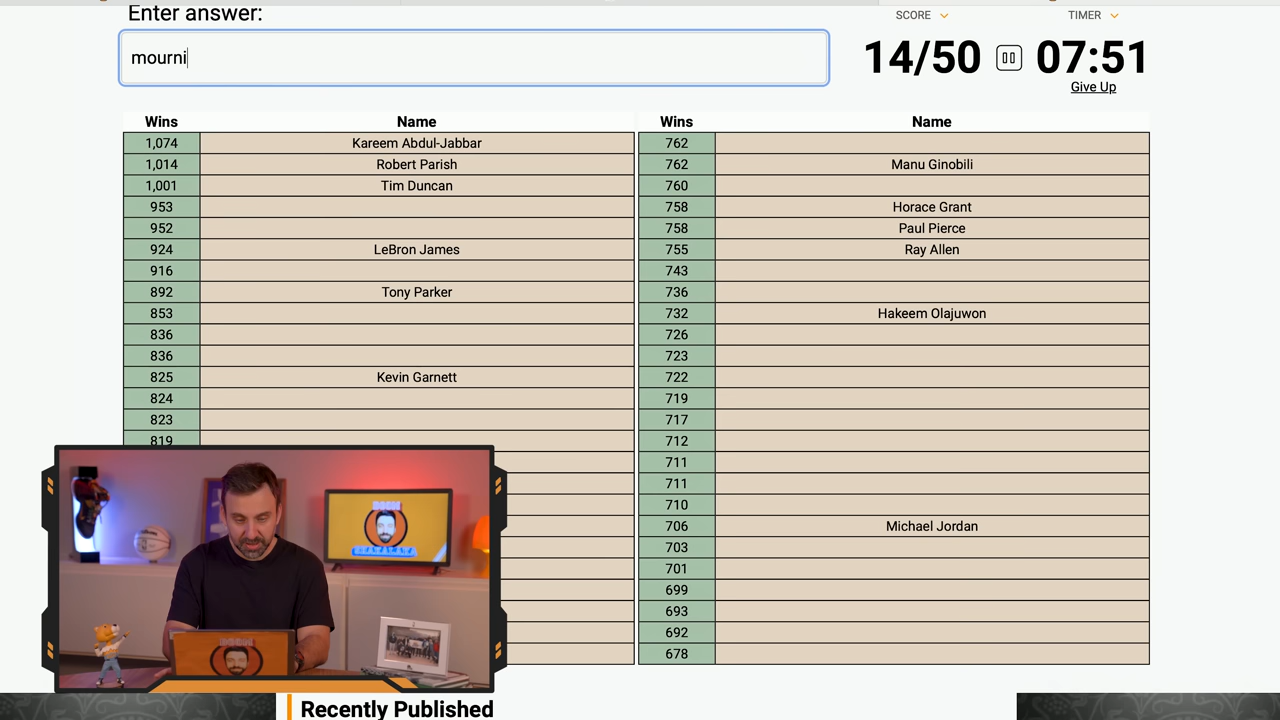 Enter answer:
SCORE
TIMER
mourni
14/50
07:51
Give Up
Wins Name
1,074 Kareem Abdul-Jabbar
1,014 Robert Parish
1,001 Tim Duncan
953
952
924 LeBron James
916
892 Tony Parker
853
836
836
825 Kevin Garnett
824
823
819
Wins Name
762
762 Manu Ginobili
760
758 Horace Grant
758 Paul Pierce
755 Ray Allen
743
736
732 Hakeem Olajuwon
726
723
722
719
717
712
711
711
710
706 Michael Jordan
703
701
699
693
692
678
Recently Published